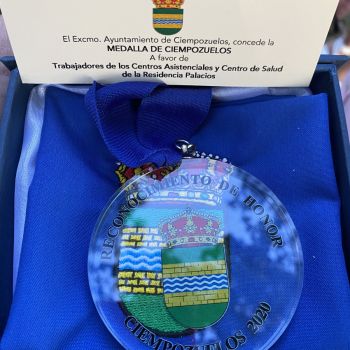 El Excmo. Ayuntamiento de Ciempozuelos, concede la
MEDALLA DE CIEMPOZUELOS
A favor de
Trabajadores de los Centros Asistenciales y Centro de Salud
de la Residencia Palacios
RECONOCIMIENTO DE HONOR
CIEMPOZUELOS 2020